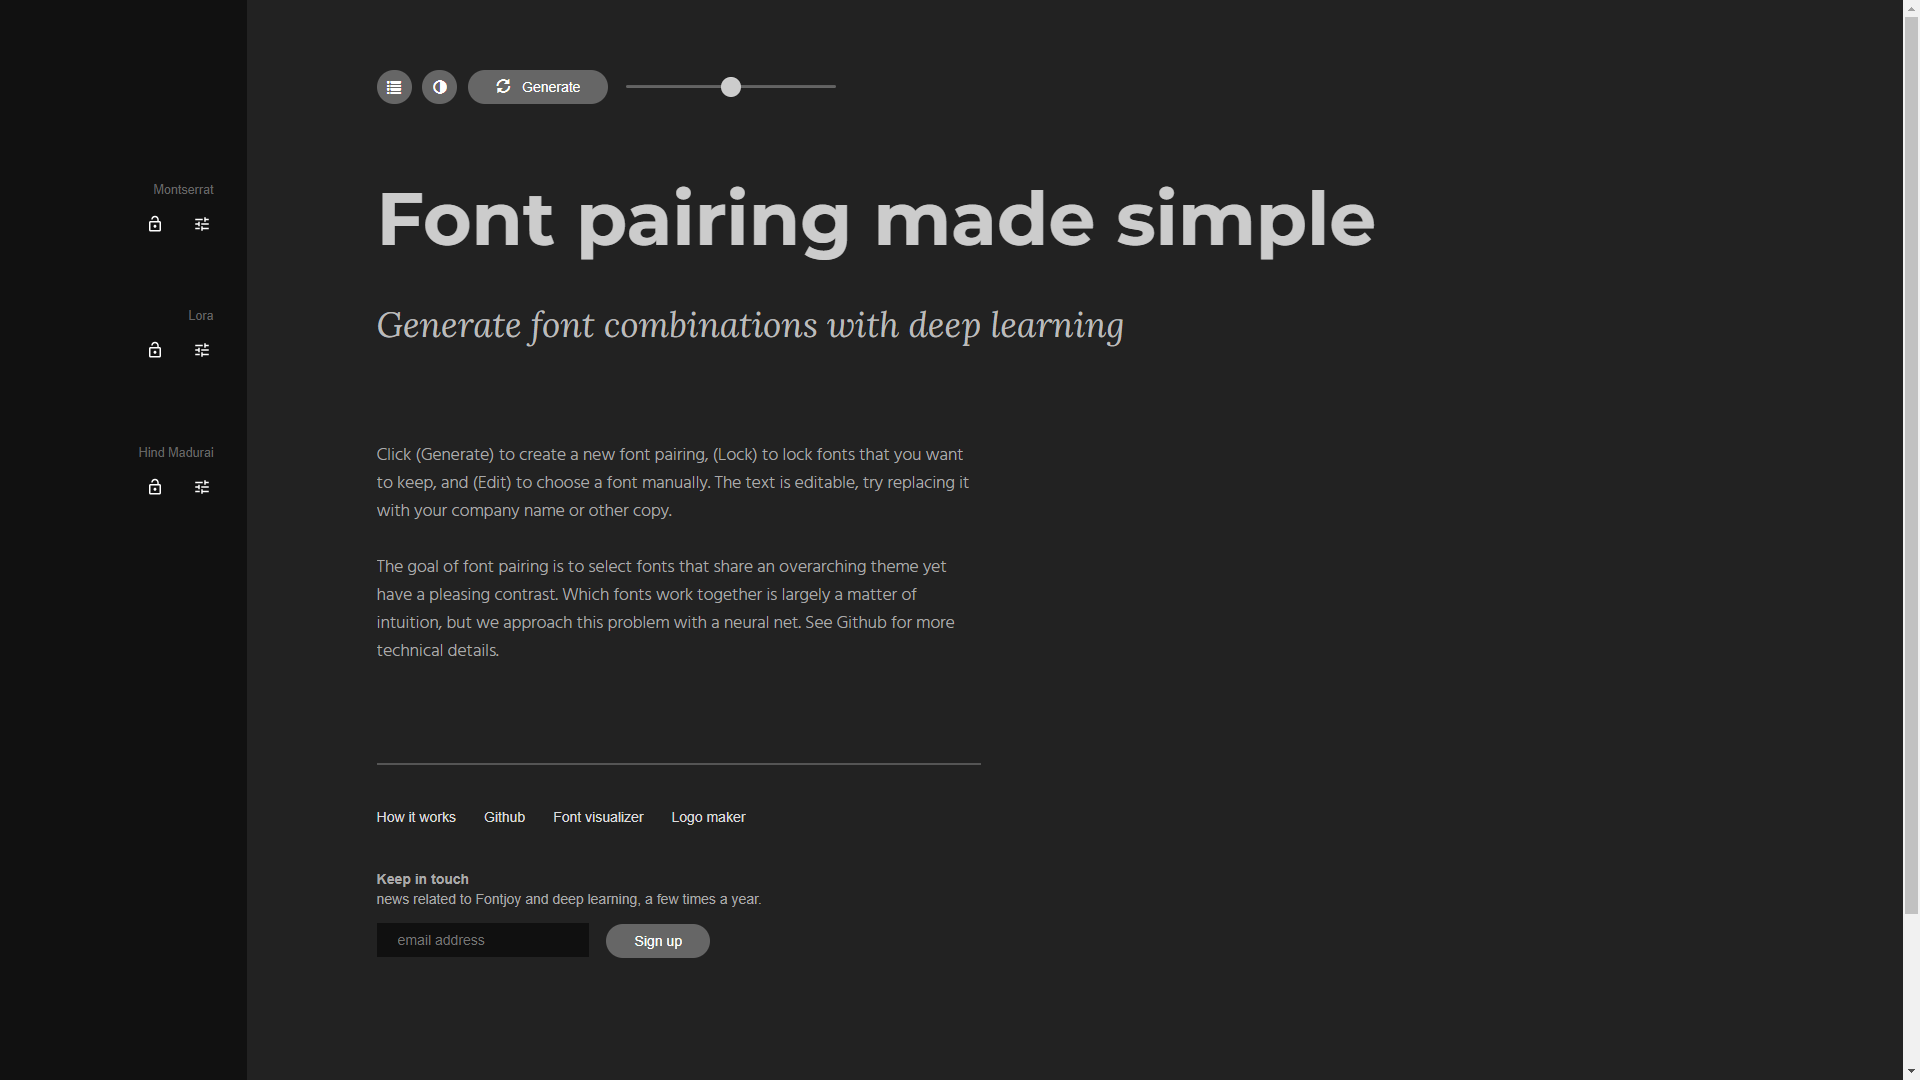 Generate
Montserrat
Font pairing made simple
Lora
Generate font combinations with deep learning
Hind Madurai
Click (Generate) to create a new font pairing, (Lock) to lock fonts that you want
to keep, and (Edit) to choose a font manually. The text is editable, try replacing it
with your company name or other copy.
The goal of font pairing is to select fonts that share an overarching theme yet
have a pleasing contrast. Which fonts work together is largely a matter of
intuition, but we approach this problem with a neural net. See Github for more
technical details.
How it works Github Font visualizer Logo maker
Keep in touch
news related to Fontjoy and deep learning, a few times a year.
email address Sign up